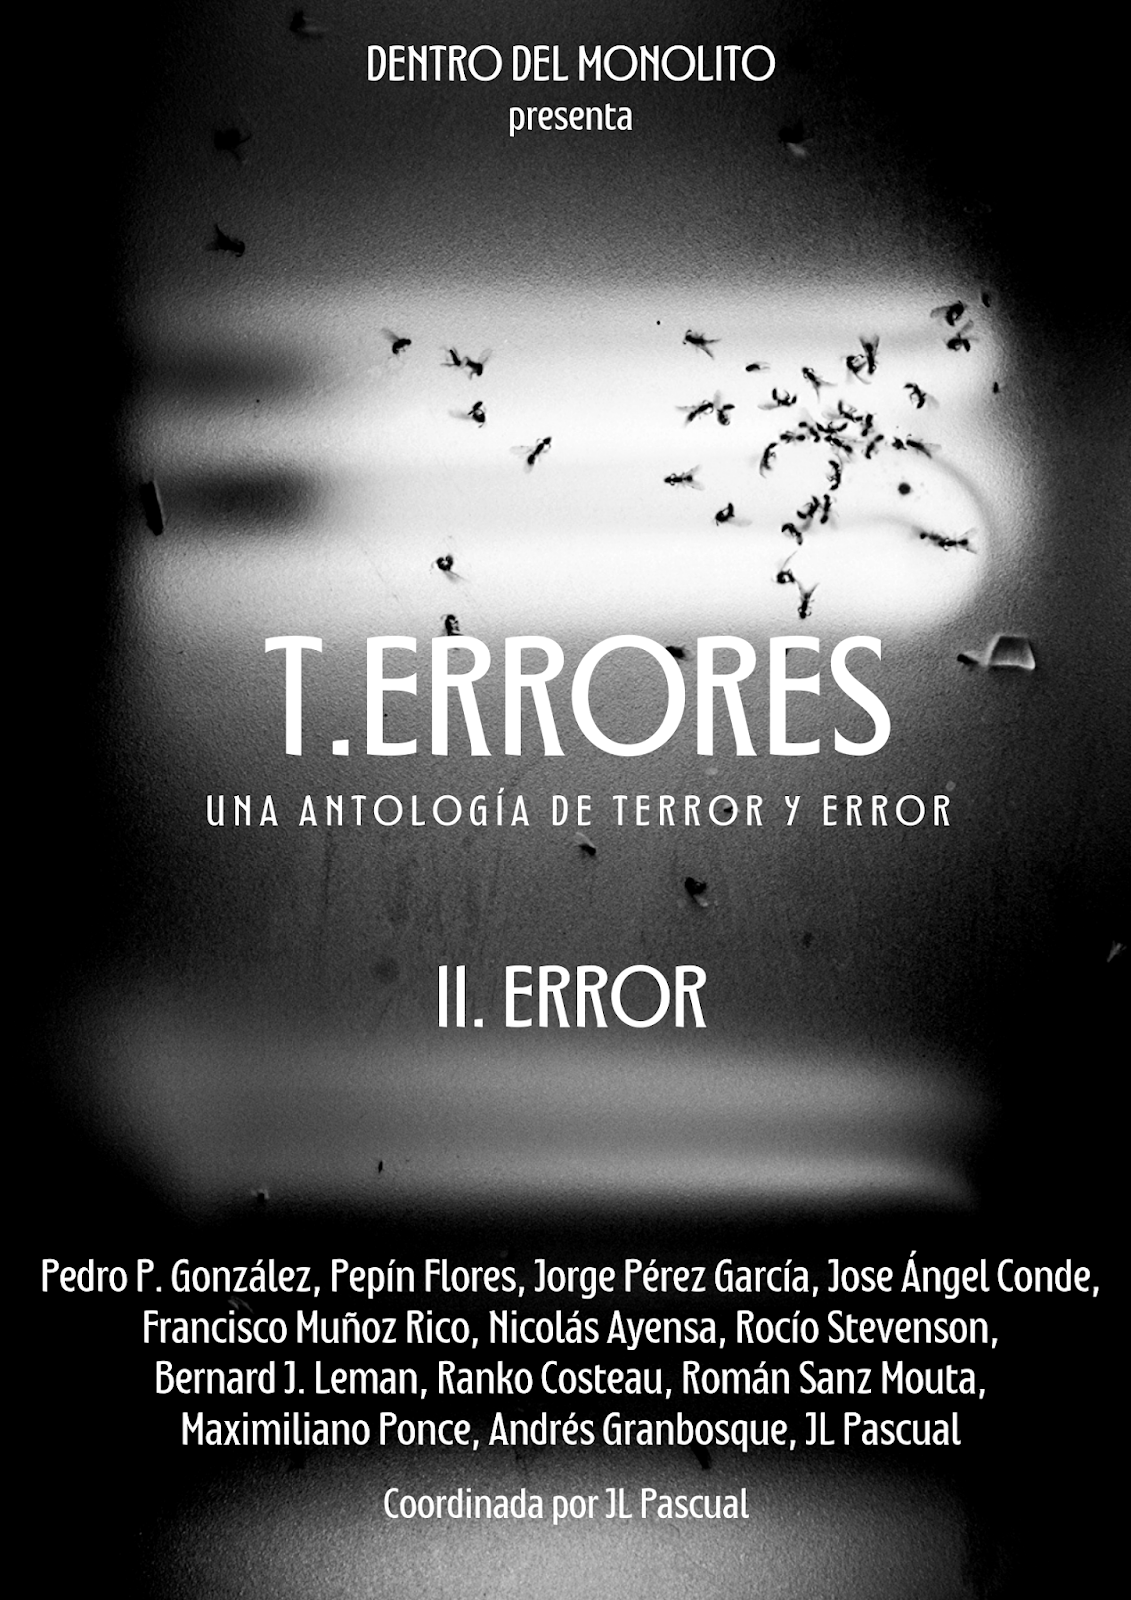 DENTRO DEL MONOLITO
presenta
T.ERRORES
UNA ANTOLOGÍA DE TERROR Y ERROR
II. ERROR
Pedro P. González, Pepín Flores, Jorge Pérez García, Jose Ángel Conde,
Francisco Muñoz Rico, Nicolás Ayensa, Rocío Stevenson,
Bernard J. Leman, Ranko Costeau, Román Sanz Mouta,
Maximiliano Ponce, Andrés Granbosque, JL Pascual
Coordinada por JL Pascual